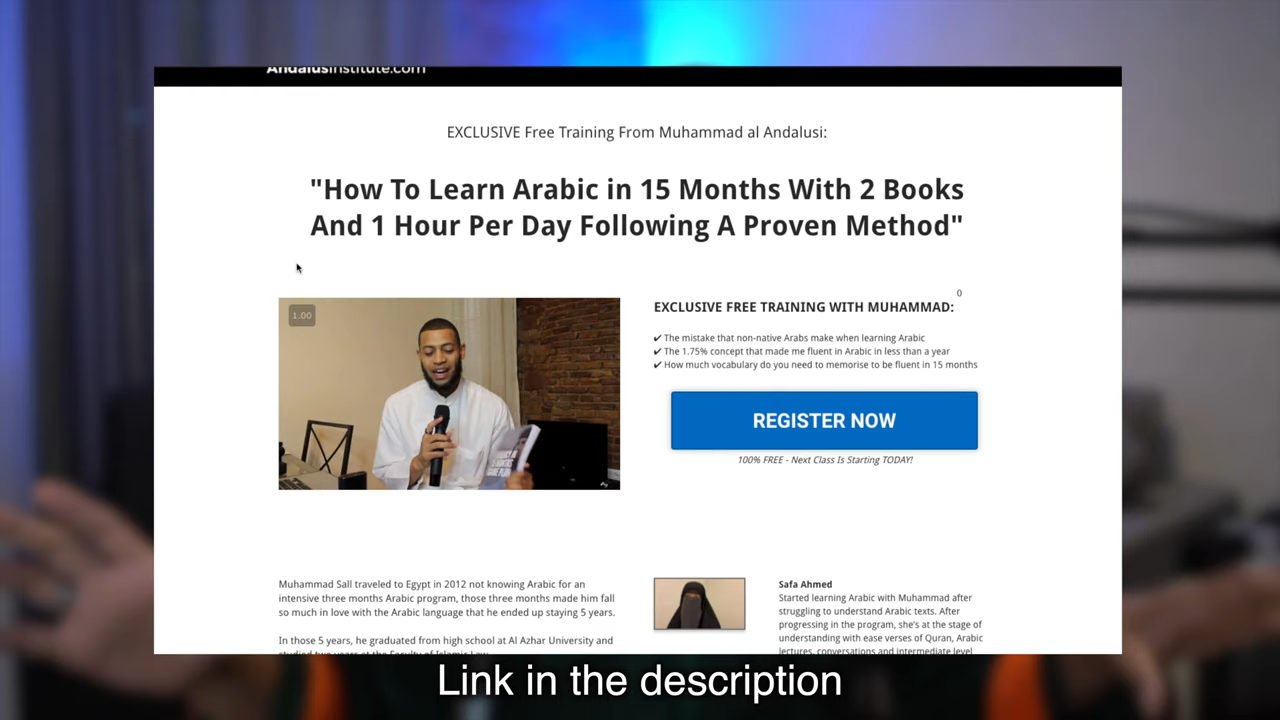 AndalusInstitute.com
EXCLUSIVE Free Training From Muhammad al Andalusi:
"How To Learn Arabic in 15 Months With 2 Books
And 1 Hour Per Day Following A Proven Method"
1.00
0
EXCLUSIVE FREE TRAINING WITH MUHAMMAD:
✔ The mistake that non-native Arabs make when learning Arabic
✔ The 1.75% concept that made me fluent in Arabic in less than a year
✔ How much vocabulary do you need to memorise to be fluent in 15 months
REGISTER NOW
100% FREE - Next Class Is Starting TODAY!
Muhammad Sall traveled to Egypt in 2012 not knowing Arabic for an
intensive three months Arabic program, those three months made him fall
so much in love with the Arabic language that he ended up staying 5 years.
In those 5 years, he graduated from high school at Al Azhar University and
studied two years at the Faculty of Islamic Law
Safa Ahmed
Started learning Arabic with Muhammad after
struggling to understand Arabic texts. After
progressing in the program, she's at the stage of
understanding with ease verses of Quran, Arabic
lectures, conversations and intermediate level
Link in the description